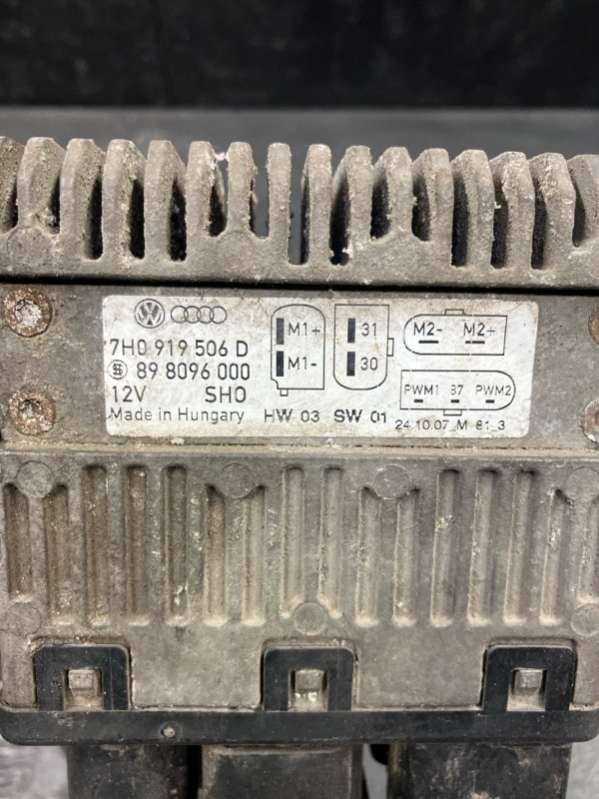 7H0 919 506 D
89 8096 000
12V SHO
Made in Hungary HW 03 SW 01
M1+
M1-
31
30
M2- M2+
PWM1 87 PWM2
24.10.07 M 81 3